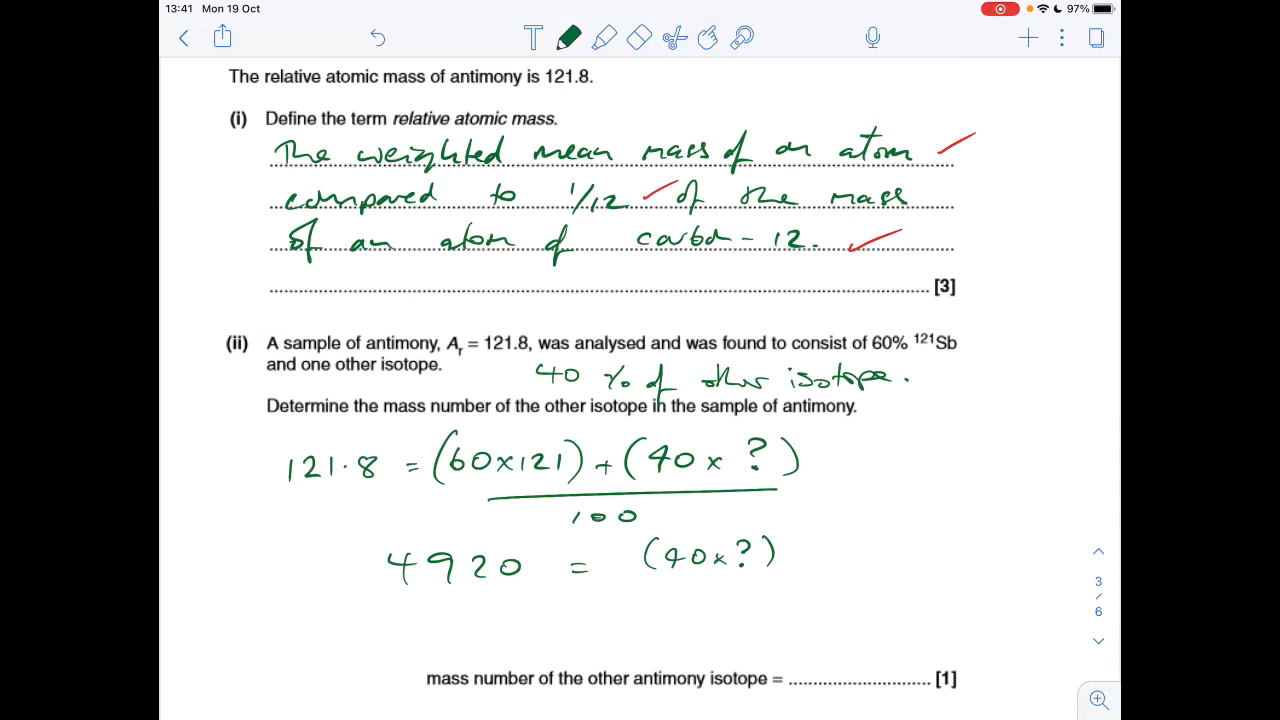 13:41 Mon 19 Oct
97%
The relative atomic mass of antimony is 121.8.
(i) Define the term relative atomic mass.
The weighted mean mass of an atom
compared to 1/12 of the mass
of an atom of carbon - 12.
[3]
(ii) A sample of antimony, Ar = 121.8, was analysed and was found to consist of 60% 121Sb
and one other isotope.
40 % of other isotope.
Determine the mass number of the other isotope in the sample of antimony.
121.8 = (60x121) + (40 x ?)
100
4920 = (40x?)
3
/
6
mass number of the other antimony isotope = .............................. [1]